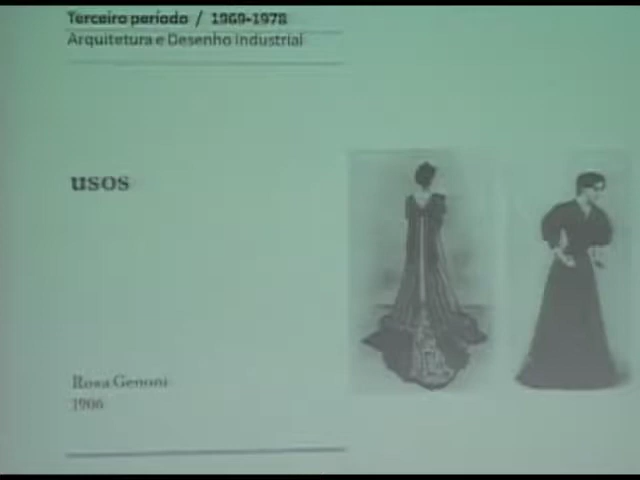 Terceiro período / 1969-1978
Arquitetura e Desenho Industrial
usos
Rosa Genoni
1906